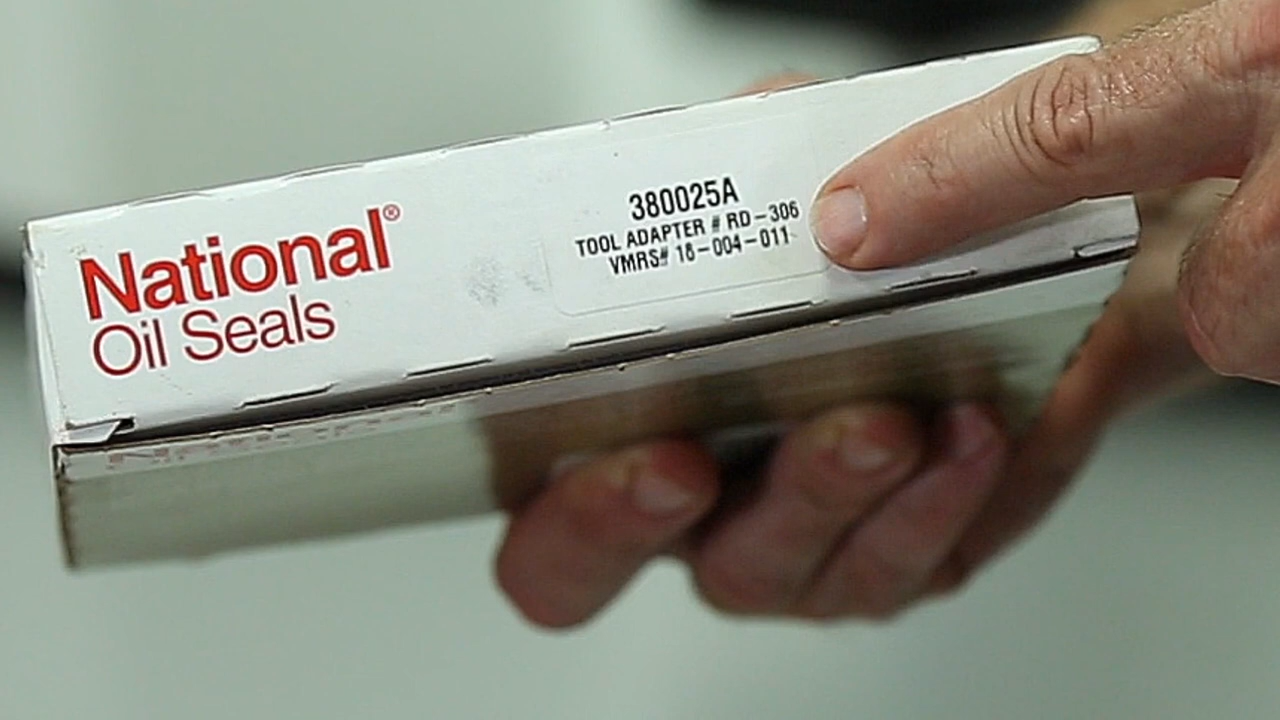 National®
Oil Seals
380025A
TOOL ADAPTER # RD-306
VMRS# 18-004-011